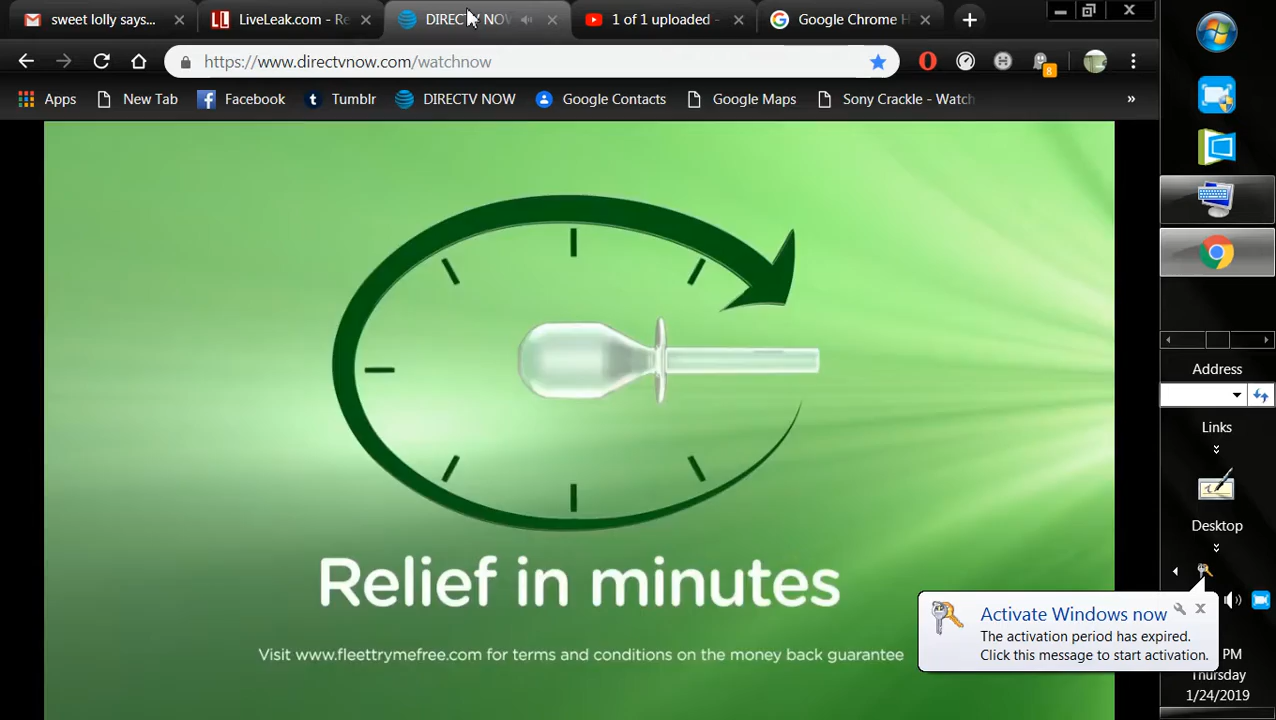 sweet lolly says...
LiveLeak.com - Re
DIRECTV NOW
1 of 1 uploaded -
Google Chrome H
https://www.directvnow.com/watchnow
8
Apps
New Tab
Facebook
Tumblr
DIRECTV NOW
Google Contacts
Google Maps
Sony Crackle - Watch
»
Relief in minutes
Visit www.fleettrymefree.com for terms and conditions on the money back guarantee
Address
Links
Desktop
Activate Windows now
The activation period has expired.
Click this message to start activation.
PM
Thursday
1/24/2019